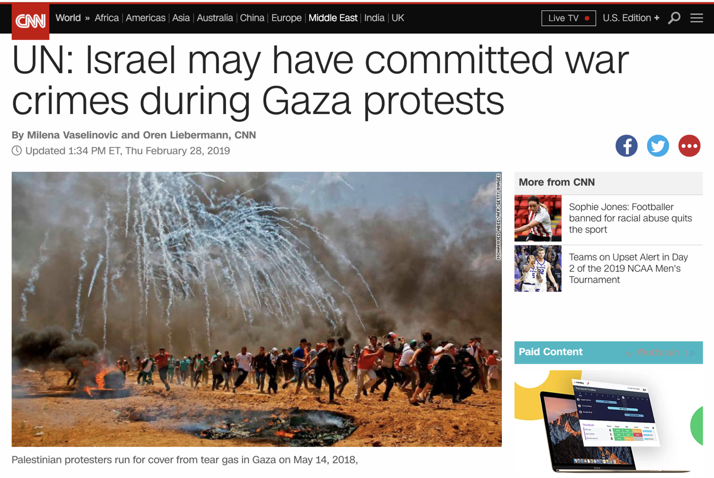 CNN World » Africa | Americas | Asia | Australia | China | Europe | Middle East | India | UK Live TV U.S. Edition +
UN: Israel may have committed war
crimes during Gaza protests
By Milena Vaselinovic and Oren Liebermann, CNN
Updated 1:34 PM ET, Thu February 28, 2019
More from CNN
Sophie Jones: Footballer
banned for racial abuse quits
the sport
Teams on Upset Alert in Day
2 of the 2019 NCAA Men's
Tournament
Paid Content
Palestinian protesters run for cover from tear gas in Gaza on May 14, 2018,